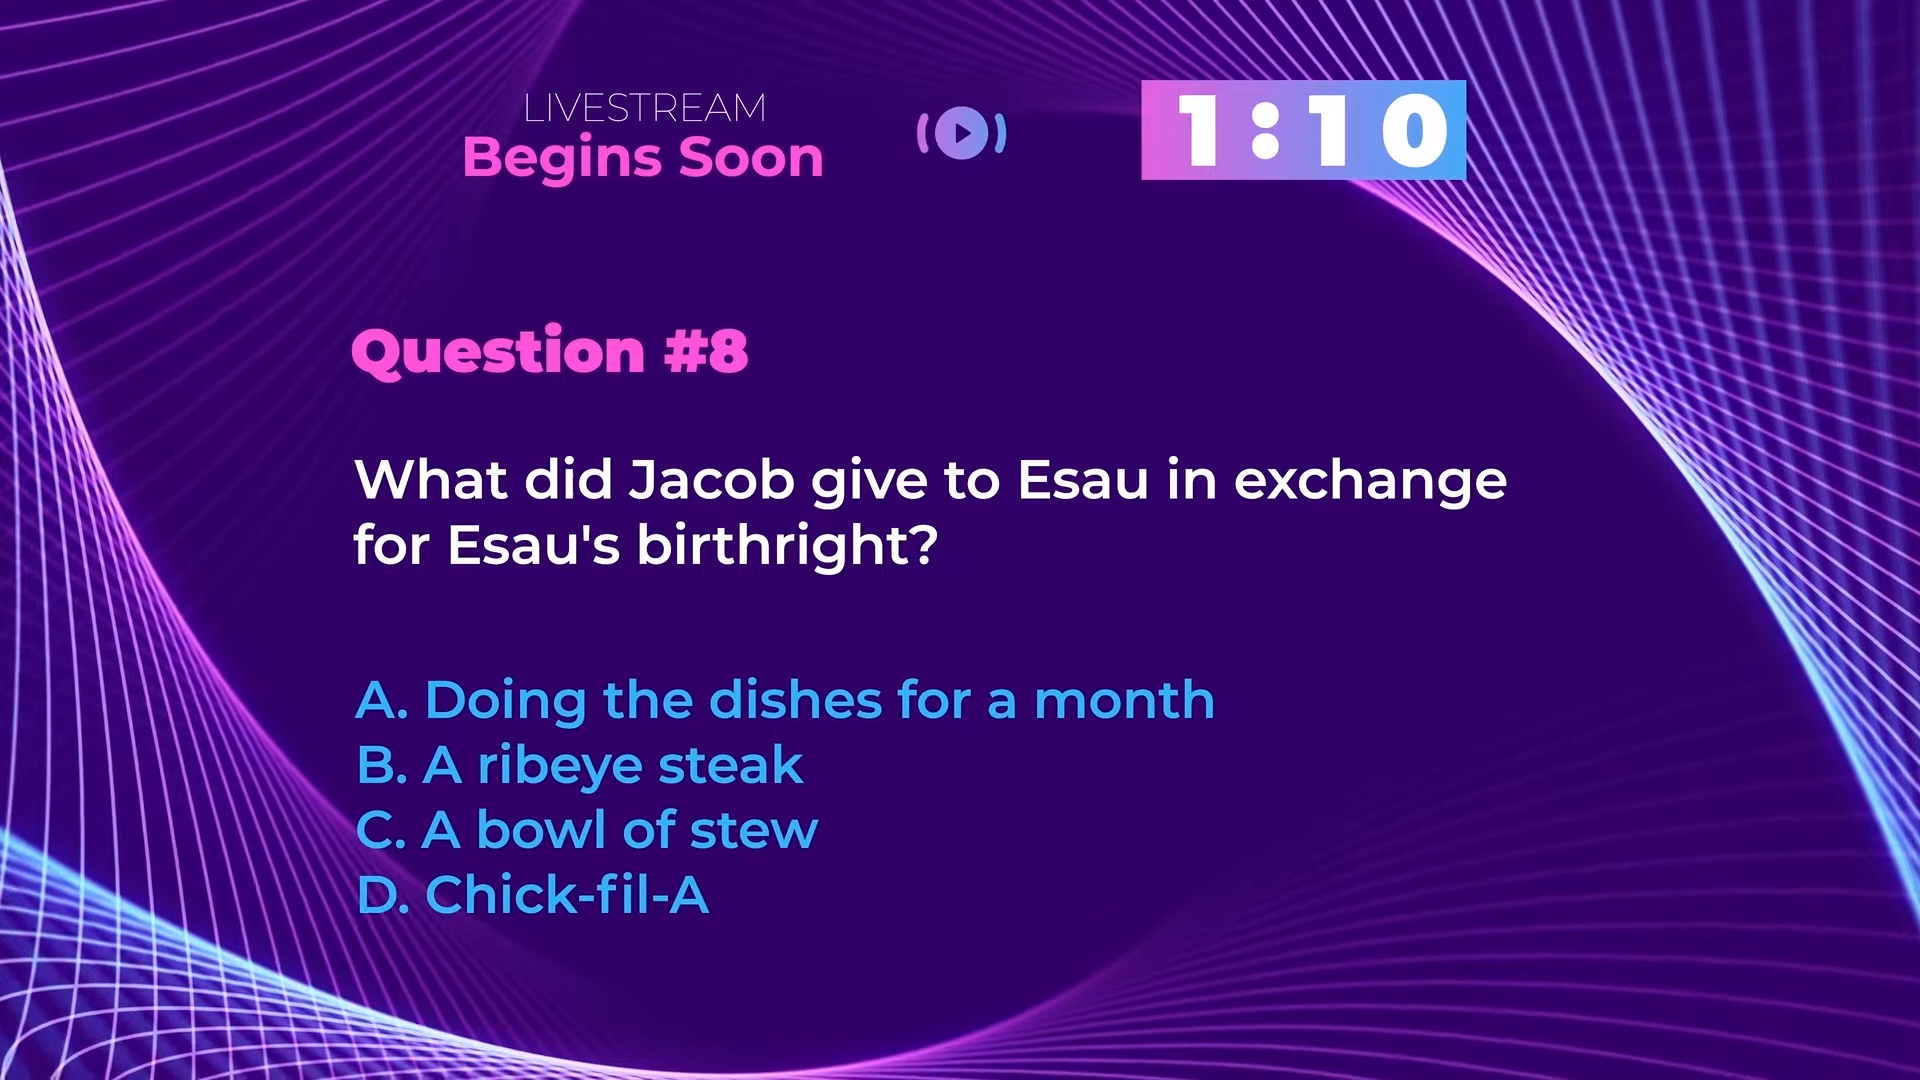 LIVESTREAM
Begins Soon
1:10
Question #8
What did Jacob give to Esau in exchange
for Esau's birthright?
A. Doing the dishes for a month
B. A ribeye steak
C. A bowl of stew
D. Chick-fil-A